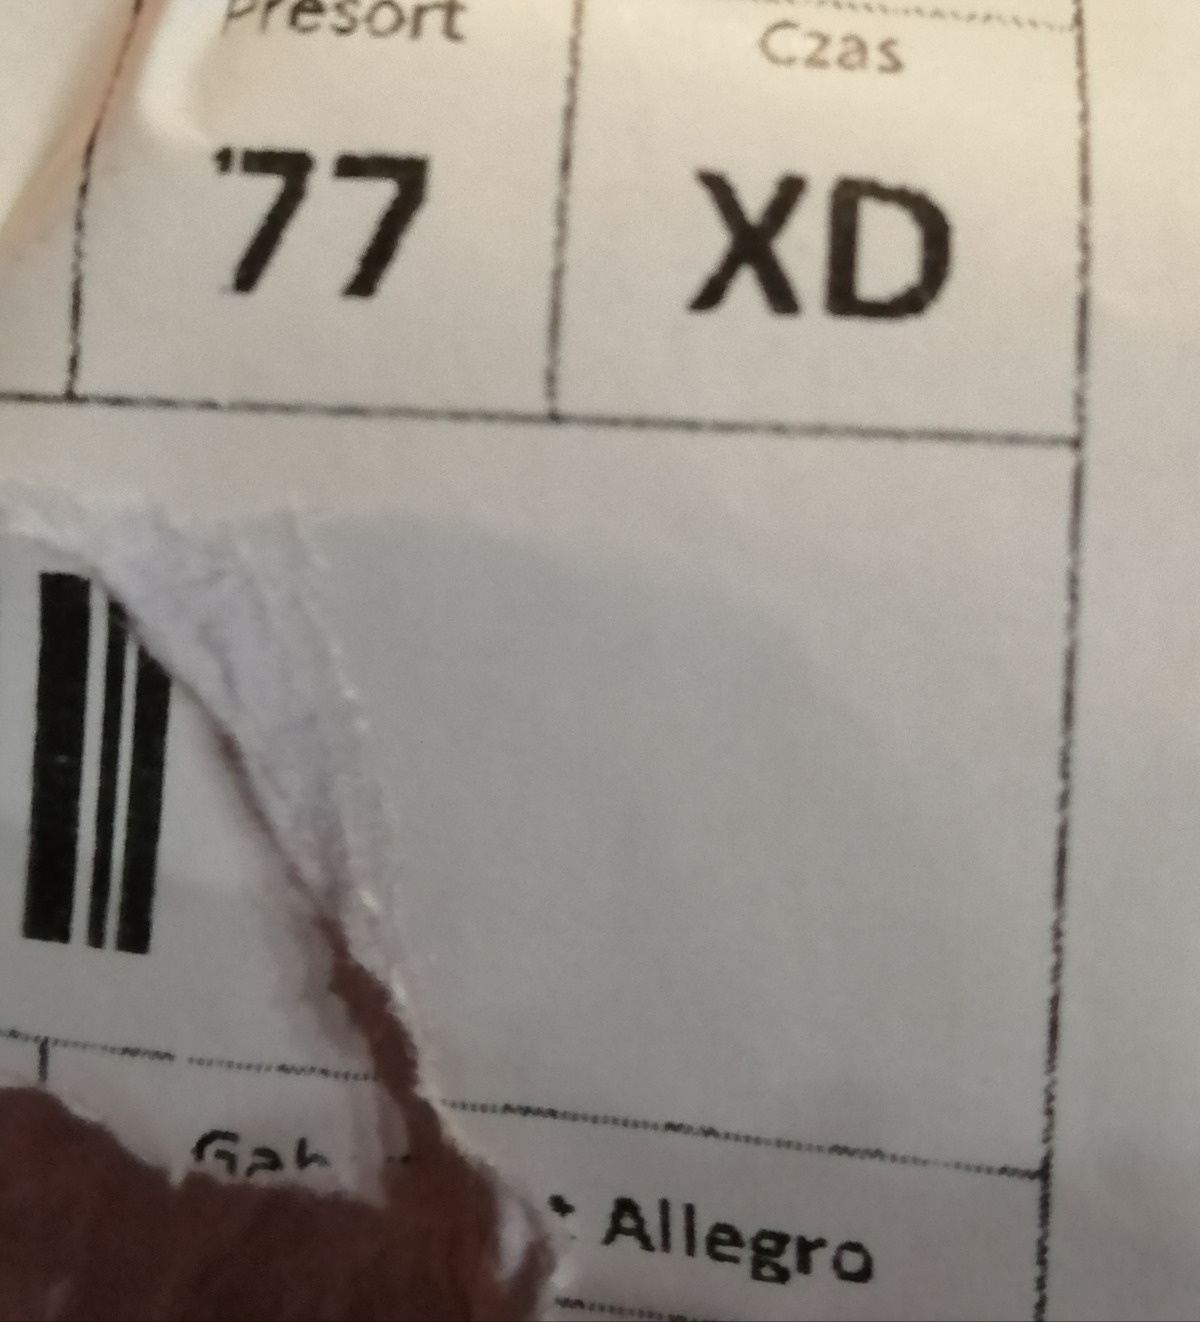 Presort Czas
77 XD
Allegro